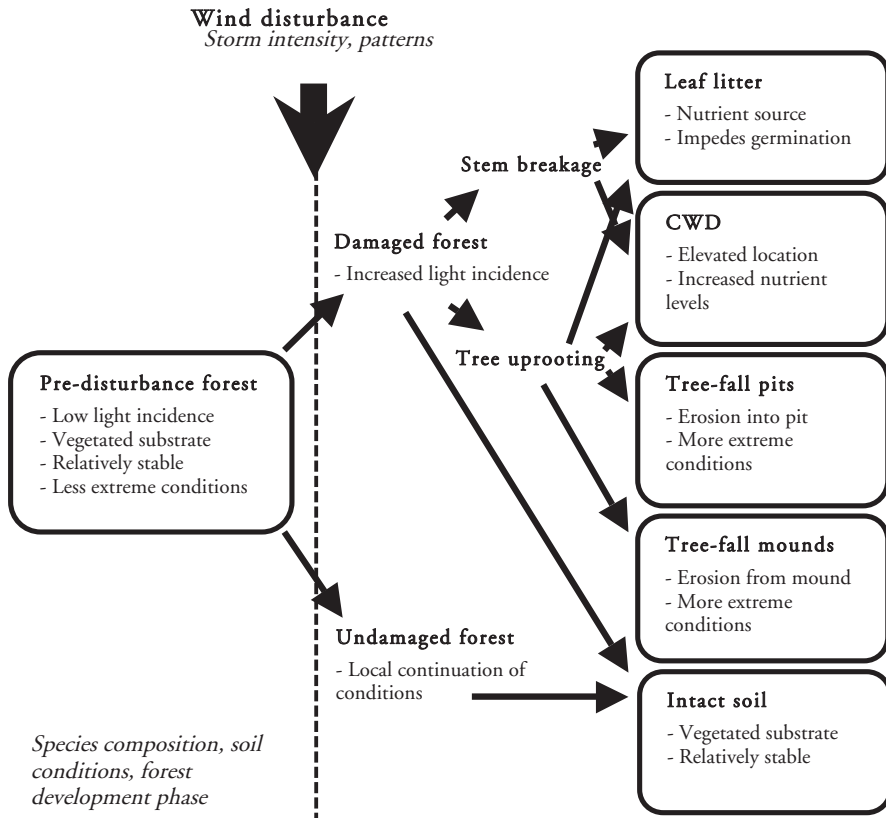 Wind disturbance
Storm intensity, patterns
Leaf litter
- Nutrient source
- Impedes germination
Stem breakage
CWD
- Elevated location
- Increased nutrient
levels
Damaged forest
- Increased light incidence
Tree uprooting
Pre-disturbance forest
- Low light incidence
- Vegetated substrate
- Relatively stable
- Less extreme conditions
Tree-fall pits
- Erosion into pit
- More extreme
conditions
Tree-fall mounds
- Erosion from mound
- More extreme
conditions
Undamaged forest
- Local continuation of
conditions
Intact soil
- Vegetated substrate
- Relatively stable
Species composition, soil
conditions, forest
development phase